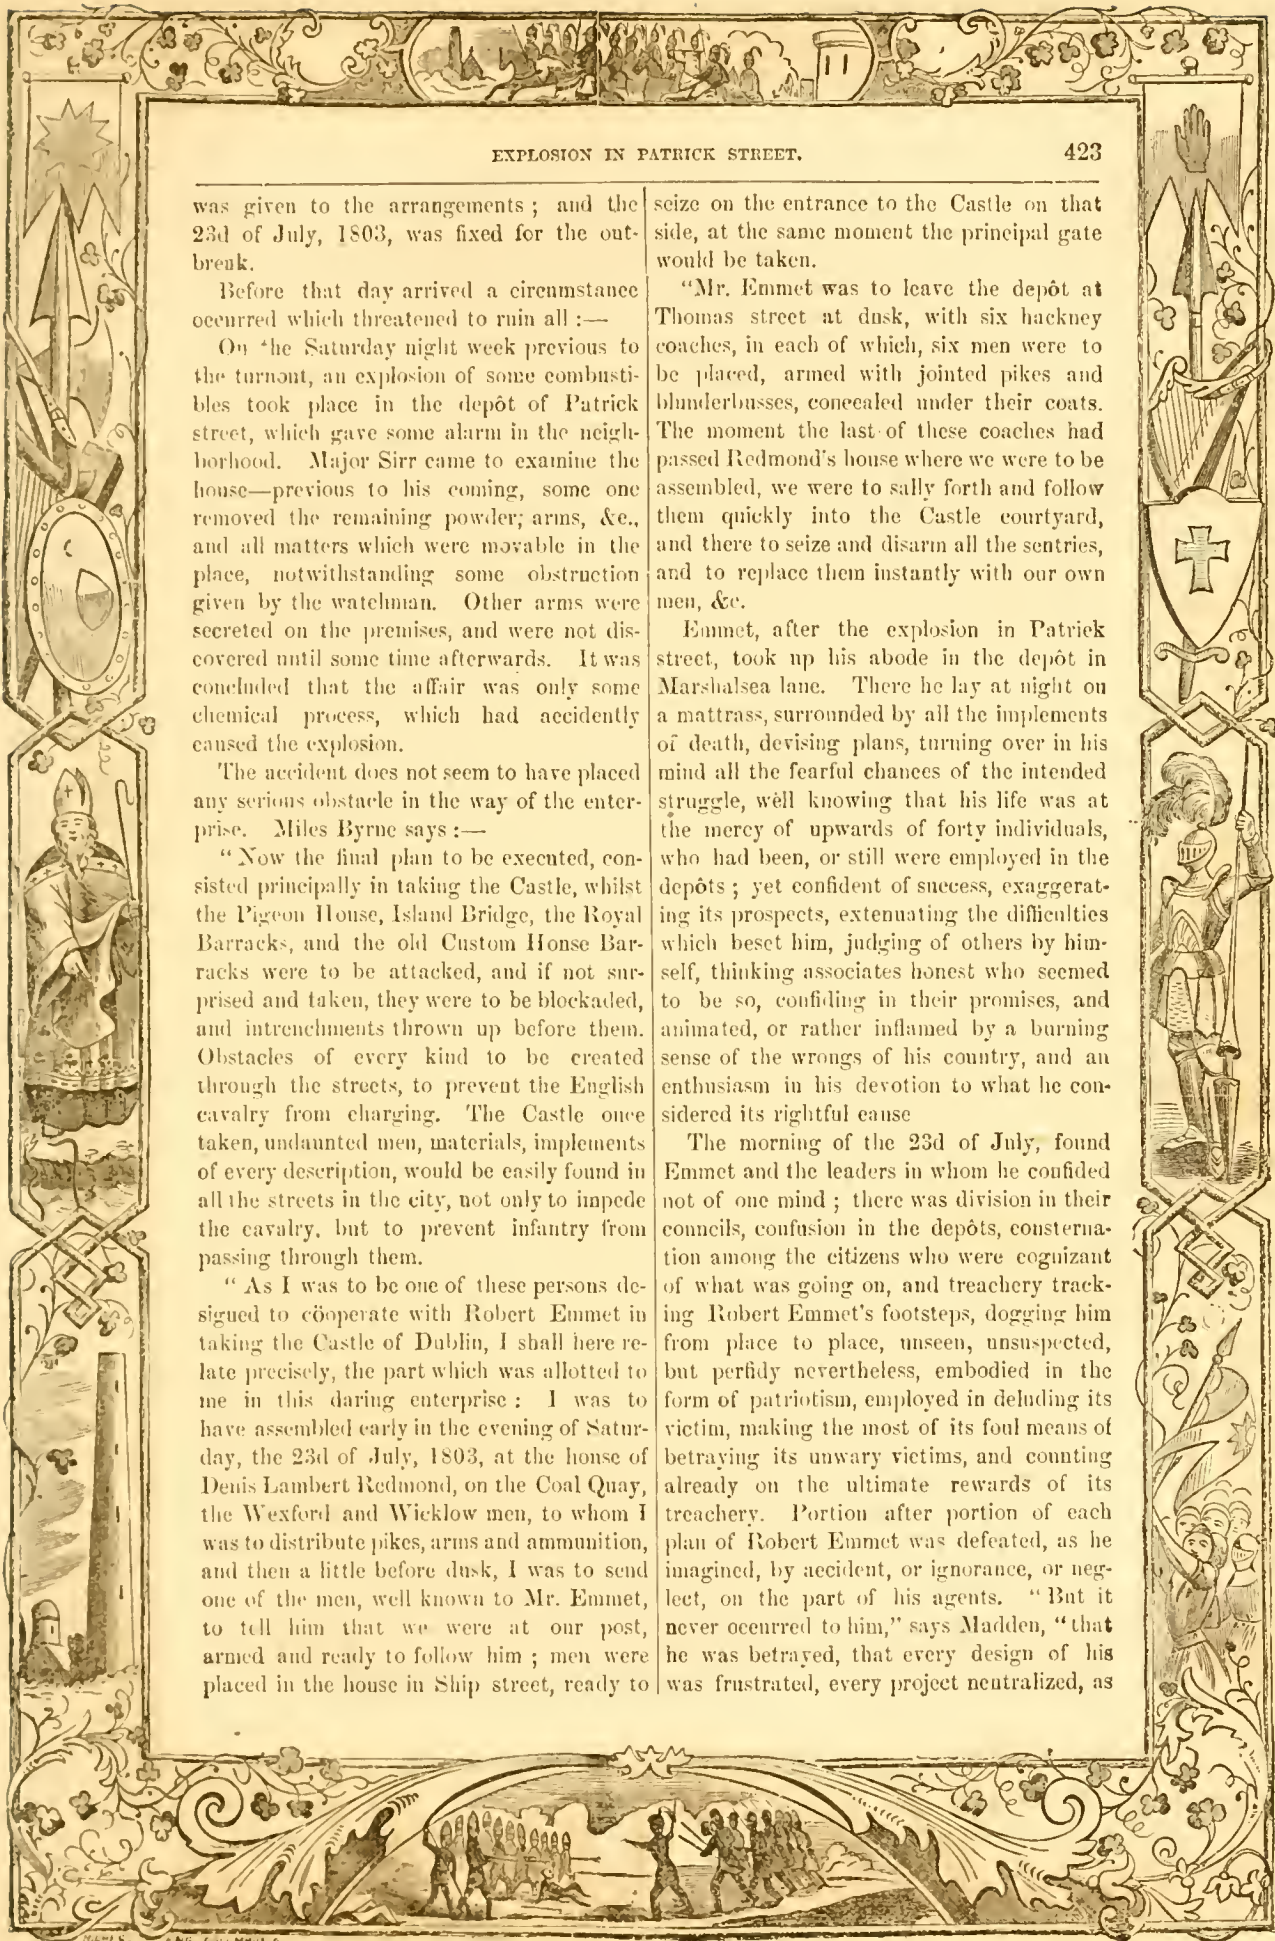 EXPLOSION IN PATRICK STREET.
423
was given to the arrangements ; and the
23d of July, 1803, was fixed for the out-
break.
Before that day arrived a circumstance
occurred which threatened to ruin all :—
On the Saturday night week previous to
the turnout, an explosion of some combusti-
bles took place in the depôt of Patrick
street, which gave some alarm in the neigh-
borhood. Major Sirr came to examine the
house—previous to his coming, some one
removed the remaining powder; arms, &c.,
and all matters which were movable in the
place, notwithstanding some obstruction
given by the watchman. Other arms were
secreted on the premises, and were not dis-
covered until some time afterwards. It was
concluded that the affair was only some
chemical process, which had accidently
caused the explosion.
The accident does not seem to have placed
any serious obstacle in the way of the enter-
prise. Miles Byrne says :—
" Now the final plan to be executed, con-
sisted principally in taking the Castle, whilst
the Pigeon House, Island Bridge, the Royal
Barracks, and the old Custom House Bar-
racks were to be attacked, and if not sur-
prised and taken, they were to be blockaded,
and intrenchments thrown up before them.
Obstacles of every kind to be created
through the streets, to prevent the English
cavalry from charging. The Castle once
taken, undaunted men, materials, implements
of every description, would be easily found in
all the streets in the city, not only to impede
the cavalry, but to prevent infantry from
passing through them.
" As I was to be one of these persons de-
signed to coöperate with Robert Emmet in
taking the Castle of Dublin, I shall here re-
late precisely, the part which was allotted to
me in this daring enterprise : I was to
have assembled early in the evening of Satur-
day, the 23d of July, 1803, at the house of
Denis Lambert Redmond, on the Coal Quay,
the Wexford and Wicklow men, to whom I
was to distribute pikes, arms and ammunition,
and then a little before dusk, I was to send
one of the men, well known to Mr. Emmet,
to tell him that we were at our post,
armed and ready to follow him ; men were
placed in the house in Ship street, ready to
seize on the entrance to the Castle on that
side, at the same moment the principal gate
would be taken.
"Mr. Emmet was to leave the depôt at
Thomas street at dusk, with six hackney
coaches, in each of which, six men were to
be placed, armed with jointed pikes and
blunderbusses, concealed under their coats.
The moment the last of these coaches had
passed Redmond's house where we were to be
assembled, we were to sally forth and follow
them quickly into the Castle courtyard,
and there to seize and disarm all the sentries,
and to replace them instantly with our own
men, &c.
Emmet, after the explosion in Patrick
street, took up his abode in the depôt in
Marshalsea lane. There he lay at night on
a mattrass, surrounded by all the implements
of death, devising plans, turning over in his
mind all the fearful chances of the intended
struggle, well knowing that his life was at
the mercy of upwards of forty individuals,
who had been, or still were employed in the
depôts ; yet confident of success, exaggerat-
ing its prospects, extenuating the difficulties
which beset him, judging of others by him-
self, thinking associates honest who seemed
to be so, confiding in their promises, and
animated, or rather inflamed by a burning
sense of the wrongs of his country, and an
enthusiasm in his devotion to what he con-
sidered its rightful cause
The morning of the 23d of July, found
Emmet and the leaders in whom he confided
not of one mind ; there was division in their
councils, confusion in the depôts, consterna-
tion among the citizens who were cognizant
of what was going on, and treachery track-
ing Robert Emmet's footsteps, dogging him
from place to place, unseen, unsuspected,
but perfidy nevertheless, embodied in the
form of patriotism, employed in deluding its
victim, making the most of its foul means of
betraying its unwary victims, and counting
already on the ultimate rewards of its
treachery. Portion after portion of each
plan of Robert Emmet was defeated, as he
imagined, by accident, or ignorance, or neg-
lect, on the part of his agents. " But it
never occurred to him," says Madden, " that
he was betrayed, that every design of his
was frustrated, every project neutralized, as